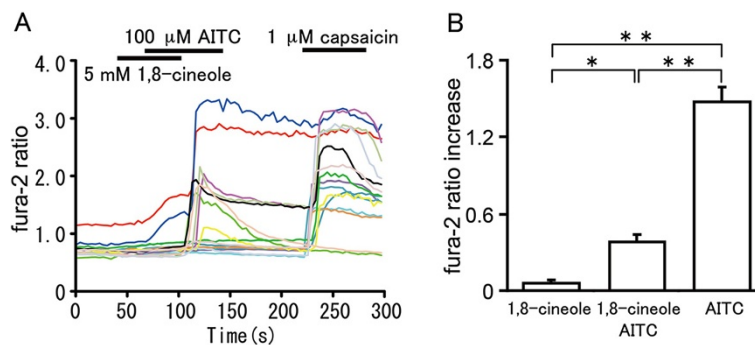 A
100 μM AITC
1 μM capsaicin
5 mM 1,8-cineole
4.0
3.0
2.0
1.0
0
fura-2 ratio
0 50 100 150 200 250 300
Time(s)
B
** 
* **
1.8
1.2
0.6
0
fura-2 ratio increase
1,8-cineole 1,8-cineole AITC
AITC